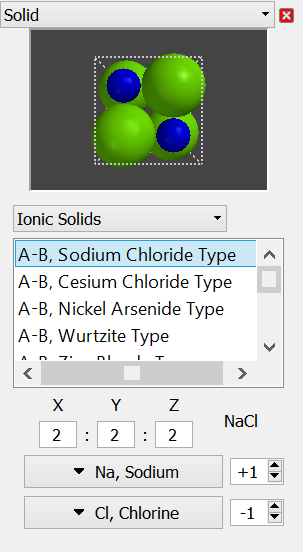 Solid
Ionic Solids
A-B, Sodium Chloride Type
A-B, Cesium Chloride Type
A-B, Nickel Arsenide Type
A-B, Wurtzite Type
X Y Z
NaCl
2 : 2 : 2
Na, Sodium +1
Cl, Chlorine -1